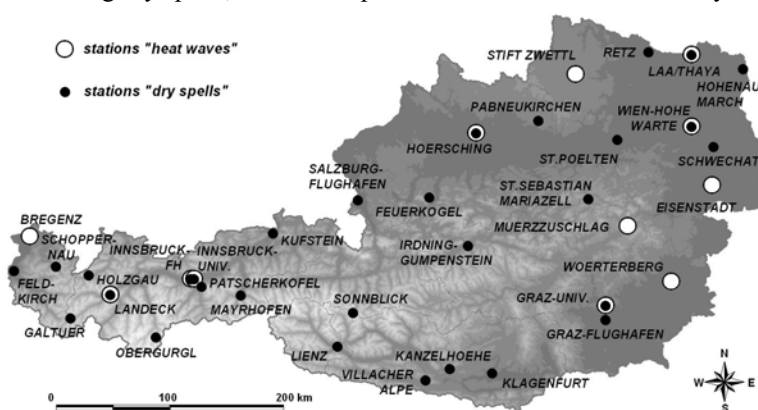 stations "heat waves"
stations "dry spells"
STIFT ZWETTL
RETZ
LAA/THAYA
HOHENAU
MARCH
PABNEUKIRCHEN
WIEN-HOHE
WARTE
HOERSCHING
ST.POELTEN
SCHWECHAT
SALZBURG-
FLUGHAFEN
FEUERKOGEL
ST.SEBASTIAN
MARIAZELL
EISENSTADT
MUERZZUSCHLAG
BREGENZ
SCHOPPER-
NAU
INNSBRUCK-
FH
INNSBRUCK-
UNIV.
KUFSTEIN
IRDNING-
GUMPENSTEIN
WOERTERBERG
FELD-
KIRCH
HOLZGAU
PATSCHERKOFEL
LANDECK
MAYRHOFEN
SONNBLICK
GRAZ-UNIV.
GRAZ-FLUGHAFEN
GALTUER
OBERGURGL
LIENZ
KANZELHOEHE
VILLACHER
ALPE
KLAGENFURT
N
W E
S
0 100 200 km